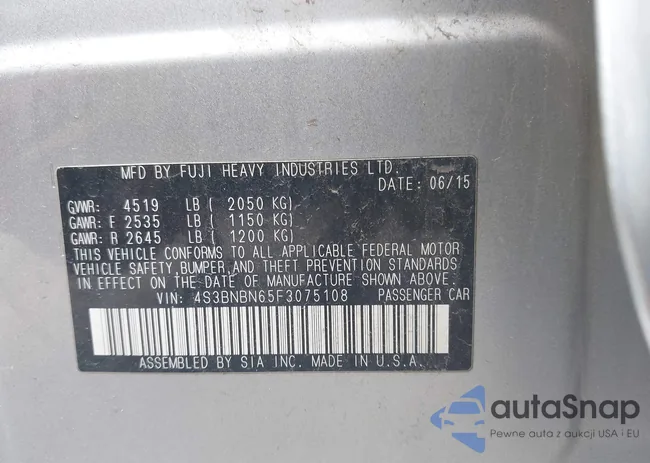 MFD BY FUJI HEAVY INDUSTRIES LTD.
DATE: 06/15
GVWR: 4519 LB ( 2050 KG)
GAWR: F 2535 LB ( 1150 KG)
GAWR: R 2645 LB ( 1200 KG)
THIS VEHICLE CONFORMS TO ALL APPLICABLE FEDERAL MOTOR
VEHICLE SAFETY, BUMPER, AND THEFT PREVENTION STANDARDS
IN EFFECT ON THE DATE OF MANUFACTURE SHOWN ABOVE.
VIN: 4S3BNBN65F3075108 PASSENGER CAR
ASSEMBLED BY SIA INC. MADE IN U.S.A.
autaSnap
Pewne auta z aukcji USA i EU